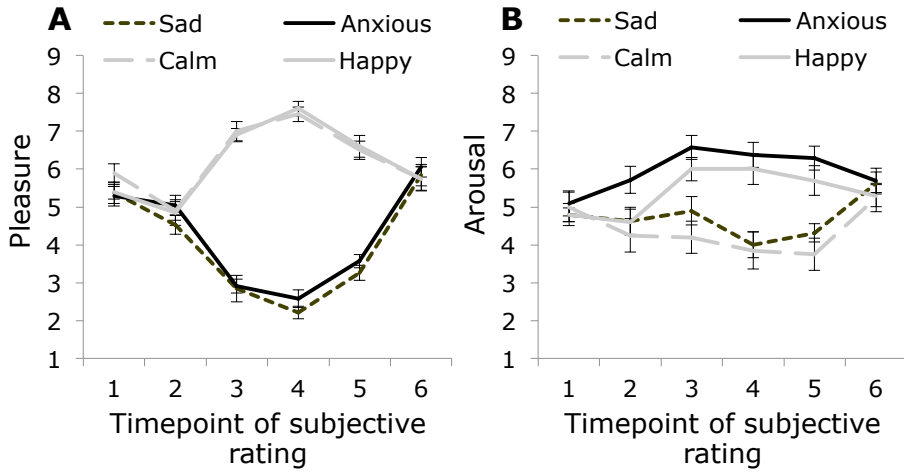 A
Sad
Anxious
Calm
Happy
Pleasure
9
8
7
6
5
4
3
2
1
1 2 3 4 5 6
Timepoint of subjective
rating
B
Sad
Anxious
Calm
Happy
Arousal
9
8
7
6
5
4
3
2
1
1 2 3 4 5 6
Timepoint of subjective
rating